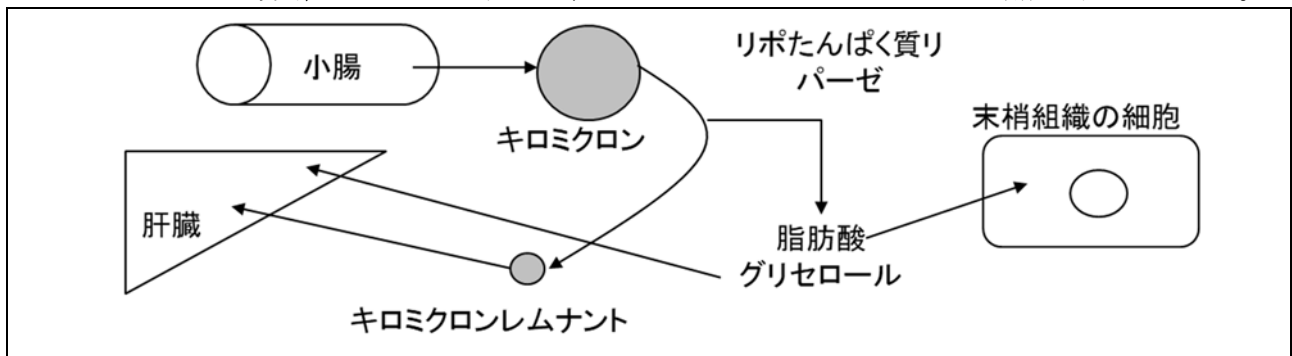 小腸
リポたんぱく質リ
パーゼ
キロミクロン
末梢組織の細胞
肝臓
脂肪酸
グリセロール
キロミクロンレムナント